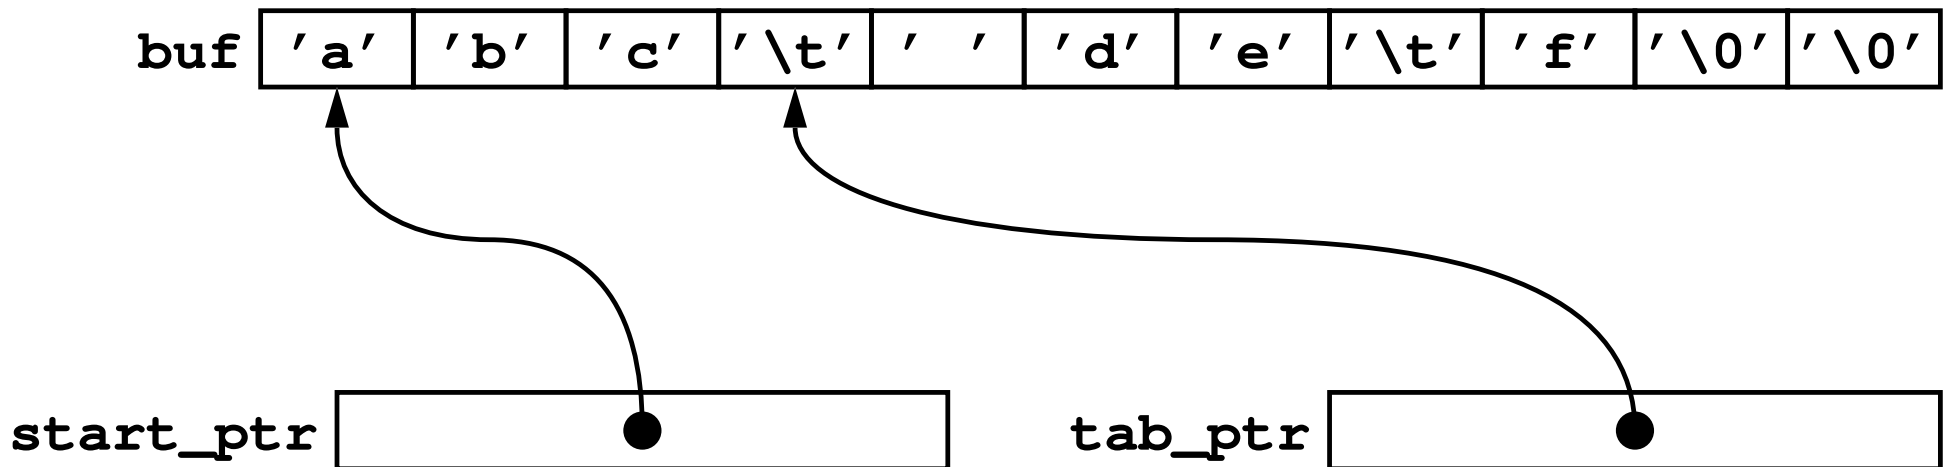 buf 'a' 'b' 'c' '\t' ' ' 'd' 'e' '\t' 'f' '\0' '\0'
start_ptr tab_ptr